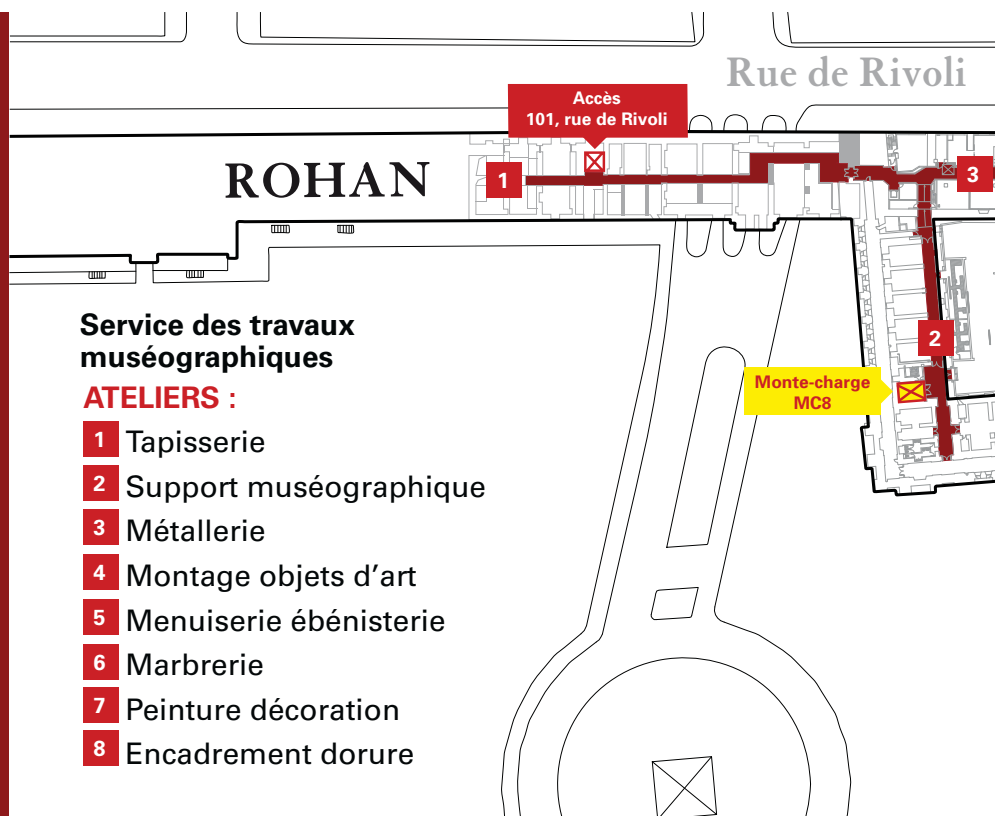 Rue de Rivoli
Accès
101, rue de Rivoli
ROHAN
1
3
2
Monte-charge
MC8
Service des travaux
muséographiques
ATELIERS :
1 Tapisserie
2 Support muséographique
3 Métallerie
4 Montage objets d’art
5 Menuiserie ébénisterie
6 Marbrerie
7 Peinture décoration
8 Encadrement dorure